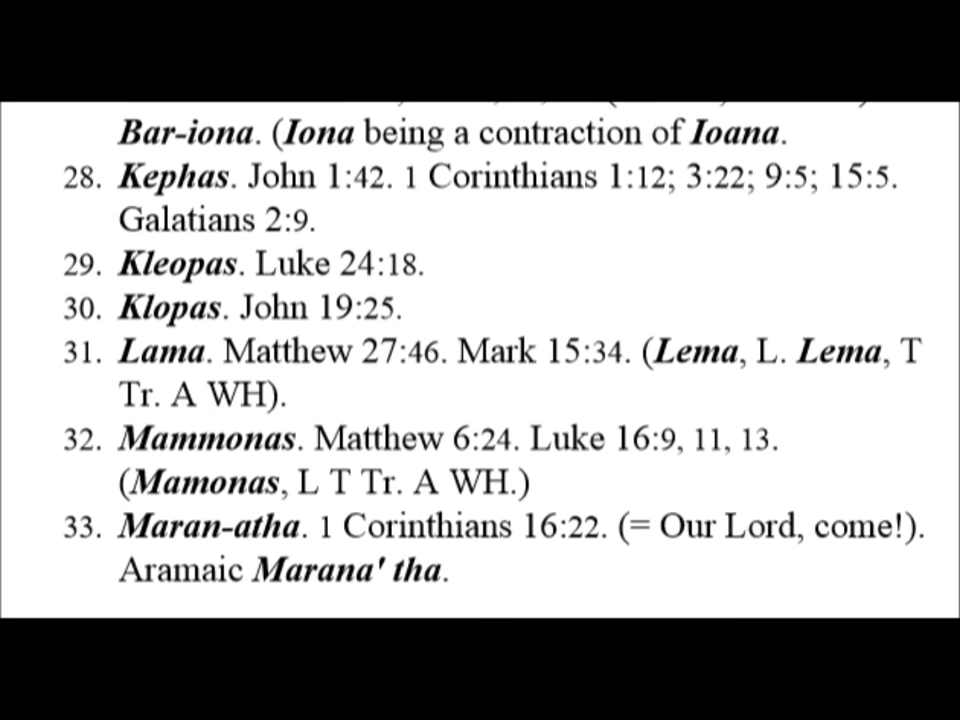 Bar-iona. (Iona being a contraction of Ioana.
28. Kephas. John 1:42. 1 Corinthians 1:12; 3:22; 9:5; 15:5.
Galatians 2:9.
29. Kleopas. Luke 24:18.
30. Klopas. John 19:25.
31. Lama. Matthew 27:46. Mark 15:34. (Lema, L. Lema, T
Tr. A WH).
32. Mammonas. Matthew 6:24. Luke 16:9, 11, 13.
(Mamonas, L T Tr. A WH.)
33. Maran-atha. 1 Corinthians 16:22. (= Our Lord, come!).
Aramaic Marana' tha.